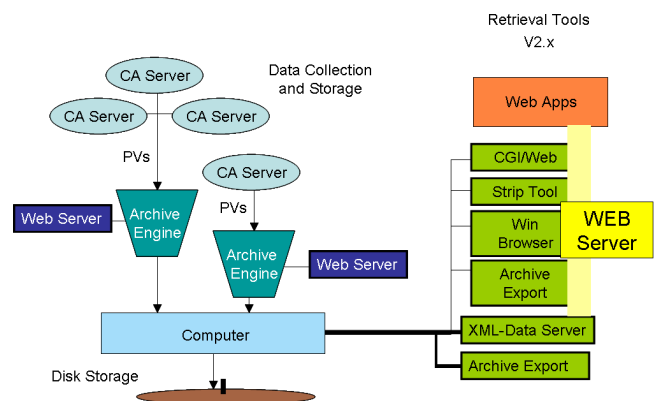 Retrieval Tools
V2.x
Data Collection
and Storage
CA Server
CA Server
CA Server
PVs
CA Server
PVs
Web Server
Archive
Engine
Archive
Engine
Web Server
Computer
Disk Storage
Web Apps
CGI/Web
Strip Tool
Win
Browser
Archive
Export
WEB
Server
XML-Data Server
Archive Export